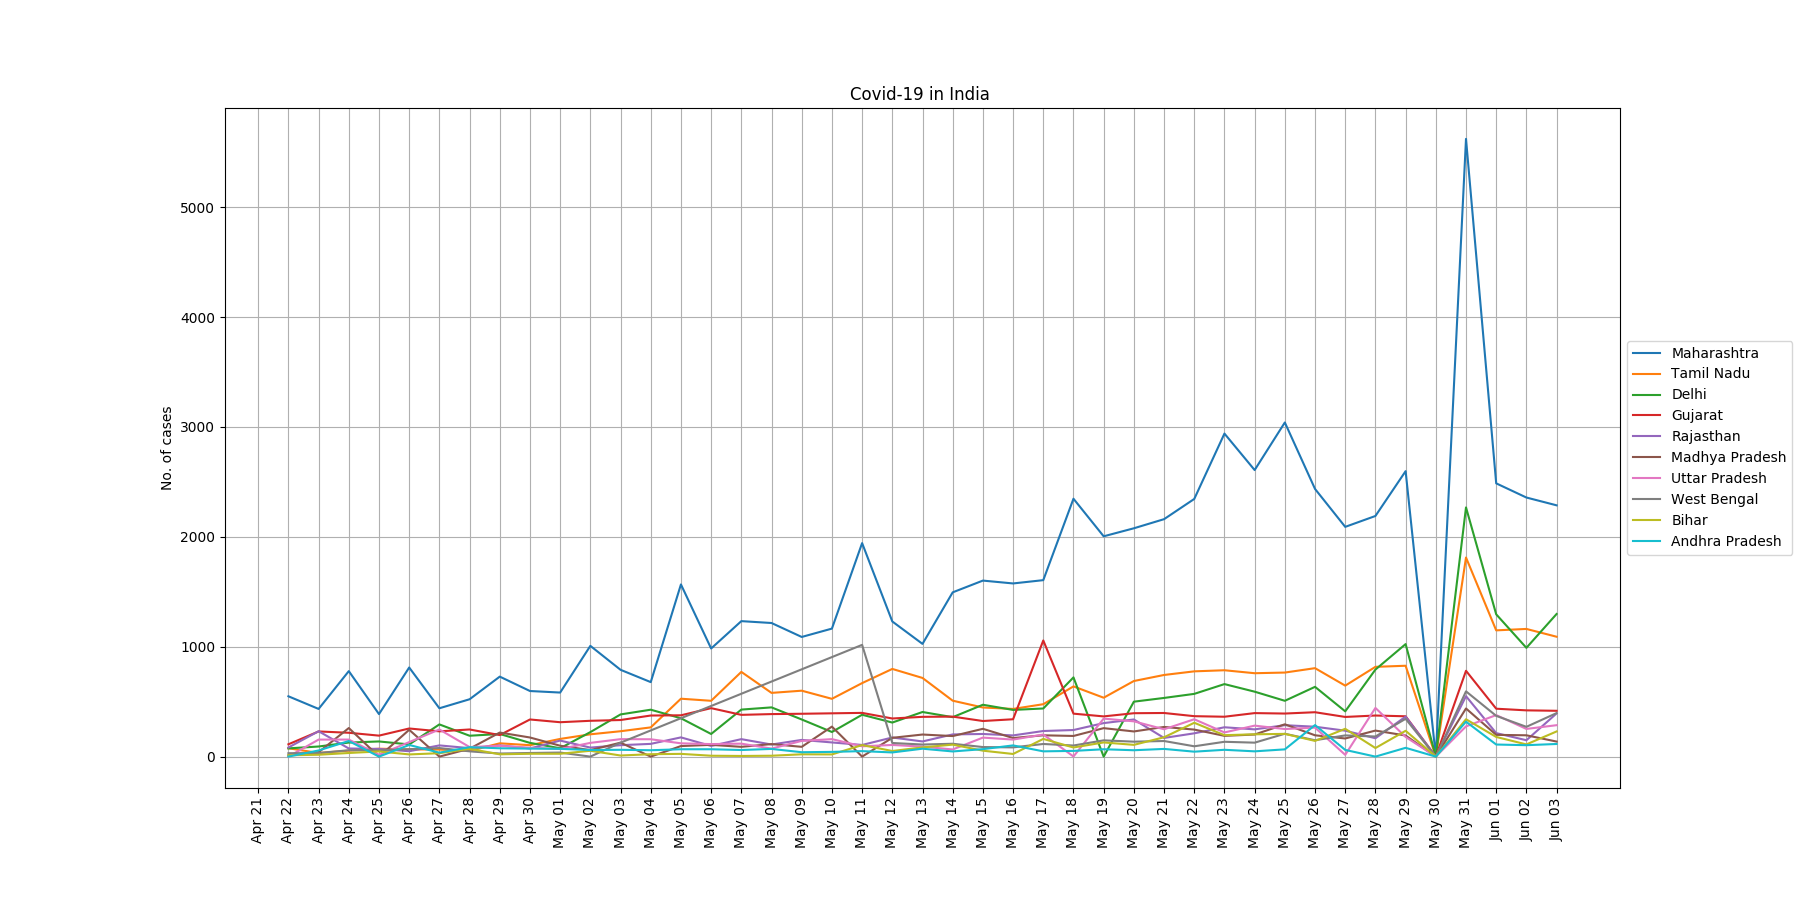 Covid-19 in India
No. of cases
5000
4000
3000
2000
1000
0
Apr 21
Apr 22
Apr 23
Apr 24
Apr 25
Apr 26
Apr 27
Apr 28
Apr 29
Apr 30
May 01
May 02
May 03
May 04
May 05
May 06
May 07
May 08
May 09
May 10
May 11
May 12
May 13
May 14
May 15
May 16
May 17
May 18
May 19
May 20
May 21
May 22
May 23
May 24
May 25
May 26
May 27
May 28
May 29
May 30
May 31
Jun 01
Jun 02
Jun 03
Maharashtra
Tamil Nadu
Delhi
Gujarat
Rajasthan
Madhya Pradesh
Uttar Pradesh
West Bengal
Bihar
Andhra Pradesh